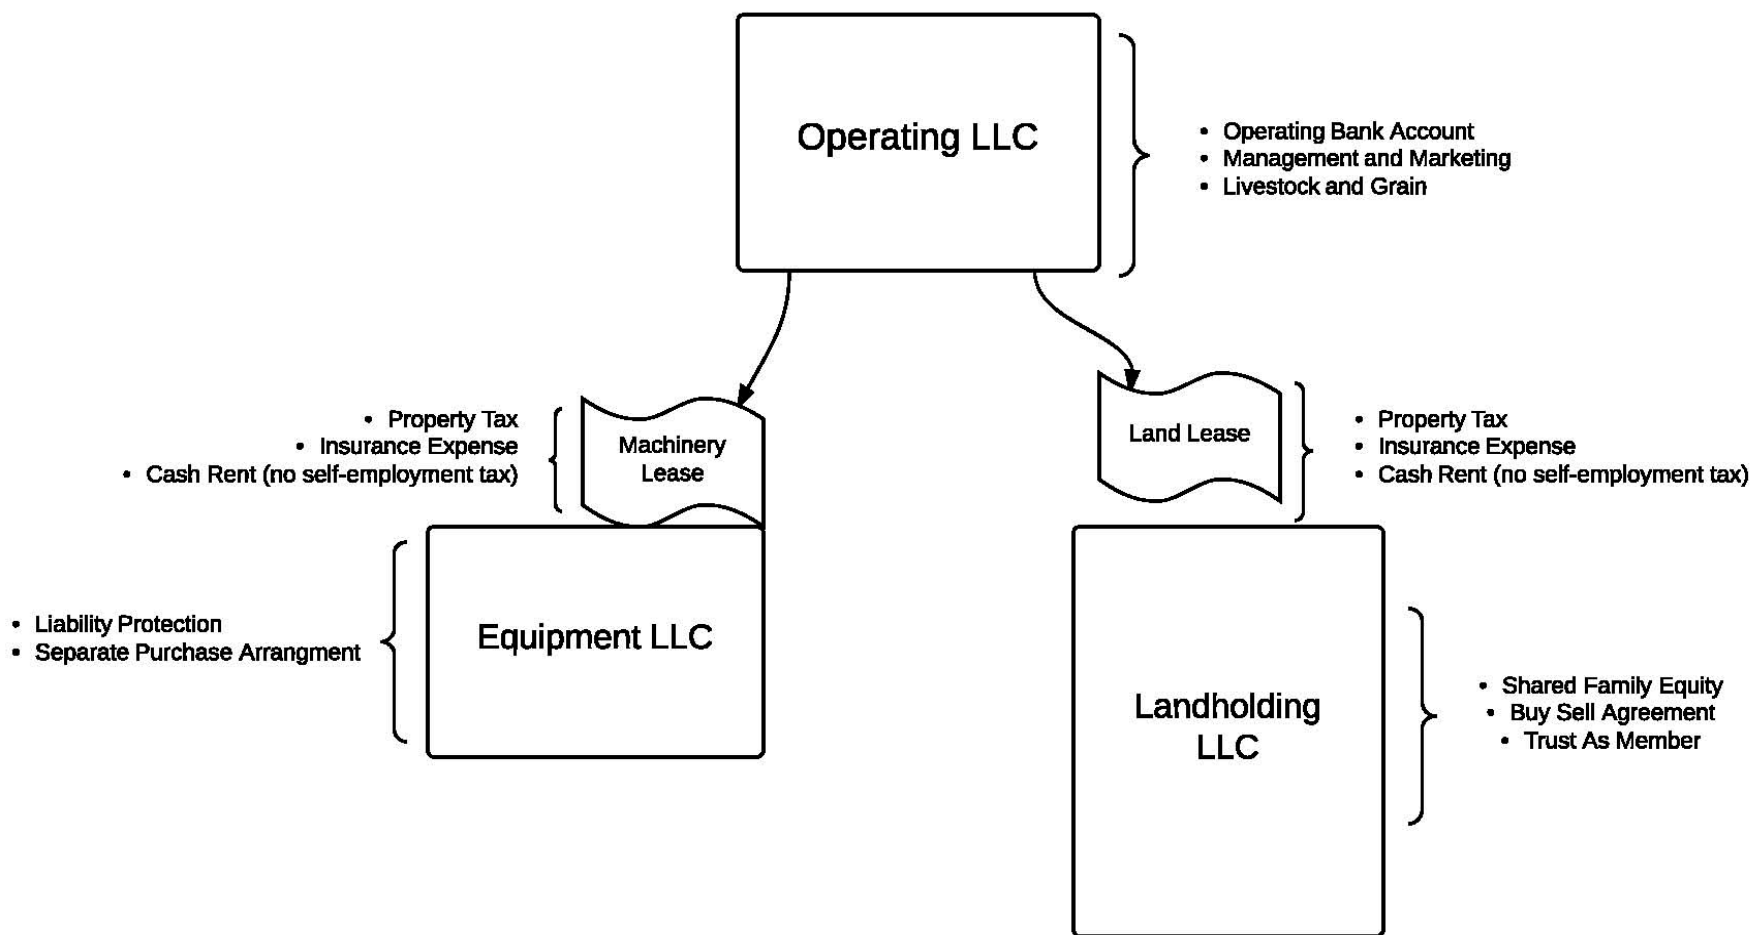 Operating LLC
• Operating Bank Account
• Management and Marketing
• Livestock and Grain
• Property Tax
• Insurance Expense
• Cash Rent (no self-employment tax)
Machinery
Lease
Land Lease
• Property Tax
• Insurance Expense
• Cash Rent (no self-employment tax)
• Liability Protection
• Separate Purchase Arrangment
Equipment LLC
Landholding
LLC
• Shared Family Equity
• Buy Sell Agreement
• Trust As Member